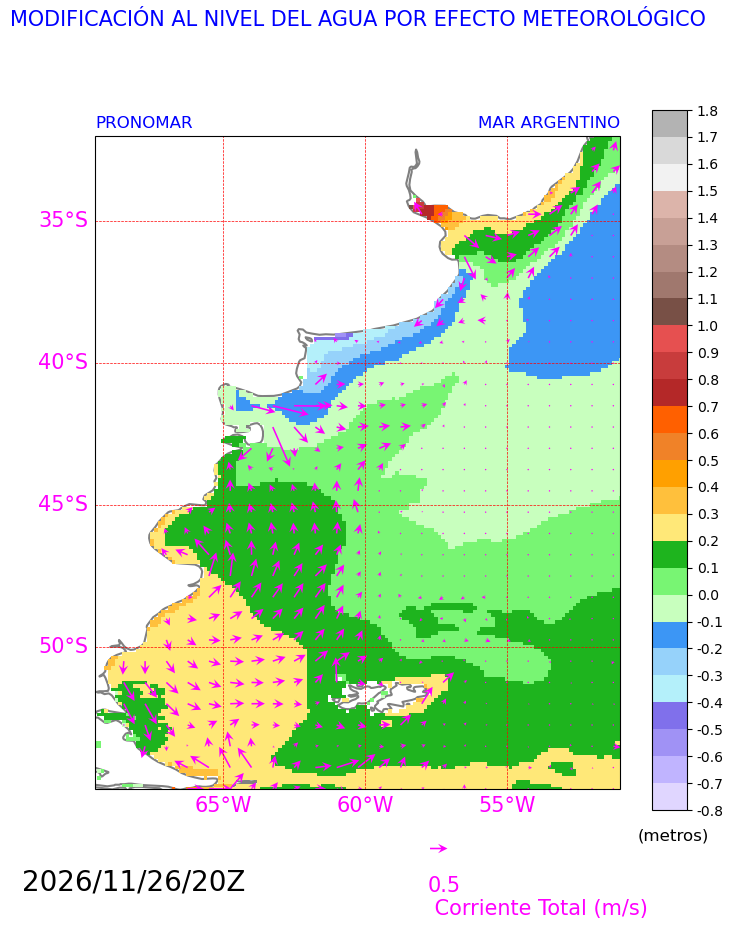 MODIFICACIÓN AL NIVEL DEL AGUA POR EFECTO METEOROLÓGICO
PRONOMAR
MAR ARGENTINO
35°S
40°S
45°S
50°S
65°W
60°W
55°W
1.8
1.7
1.6
1.5
1.4
1.3
1.2
1.1
1.0
0.9
0.8
0.7
0.6
0.5
0.4
0.3
0.2
0.1
0.0
-0.1
-0.2
-0.3
-0.4
-0.5
-0.6
-0.7
-0.8
(metros)
2026/11/26/20Z
0.5
Corriente Total (m/s)